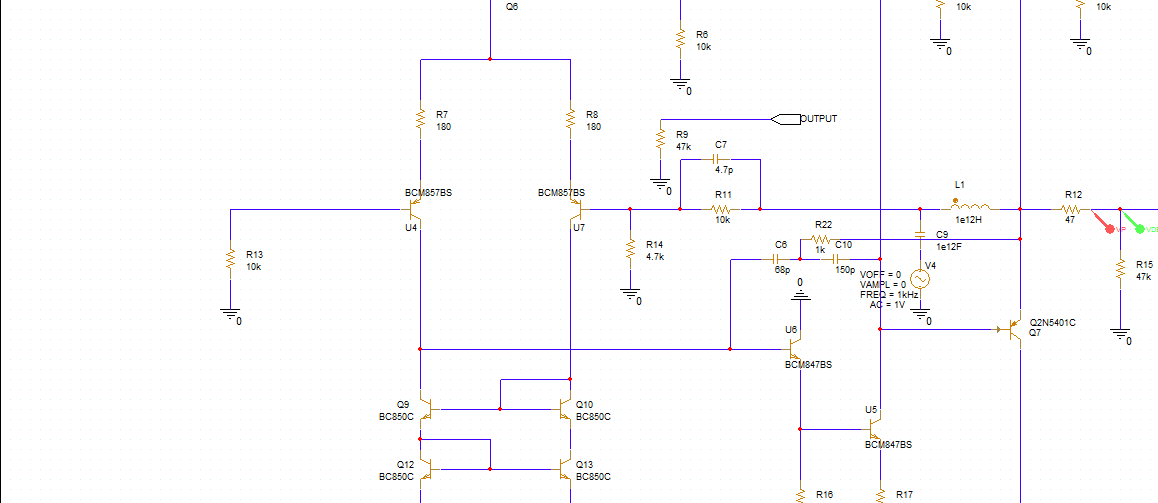 Q6
10k
10k
R6
10k
0
0
0
R7
180
R8
180
OUTPUT
R9
47k
C7
4.7p
0
BCM857BS
U4
BCM857BS
U7
R11
10k
L1
1e12H
R12
47
R13
10k
R14
4.7k
R22
1k
C9
1e12F
C6
68p
C10
150p
V4
VOFF = 0
VAMPL = 0
FREQ = 1kHz
AC = 1V
R15
47k
0
0
0
0
0
Q2N5401C
Q7
U6
BCM847BS
Q9
BC850C
Q10
BC850C
U5
BCM847BS
Q12
BC850C
Q13
BC850C
R16
R17